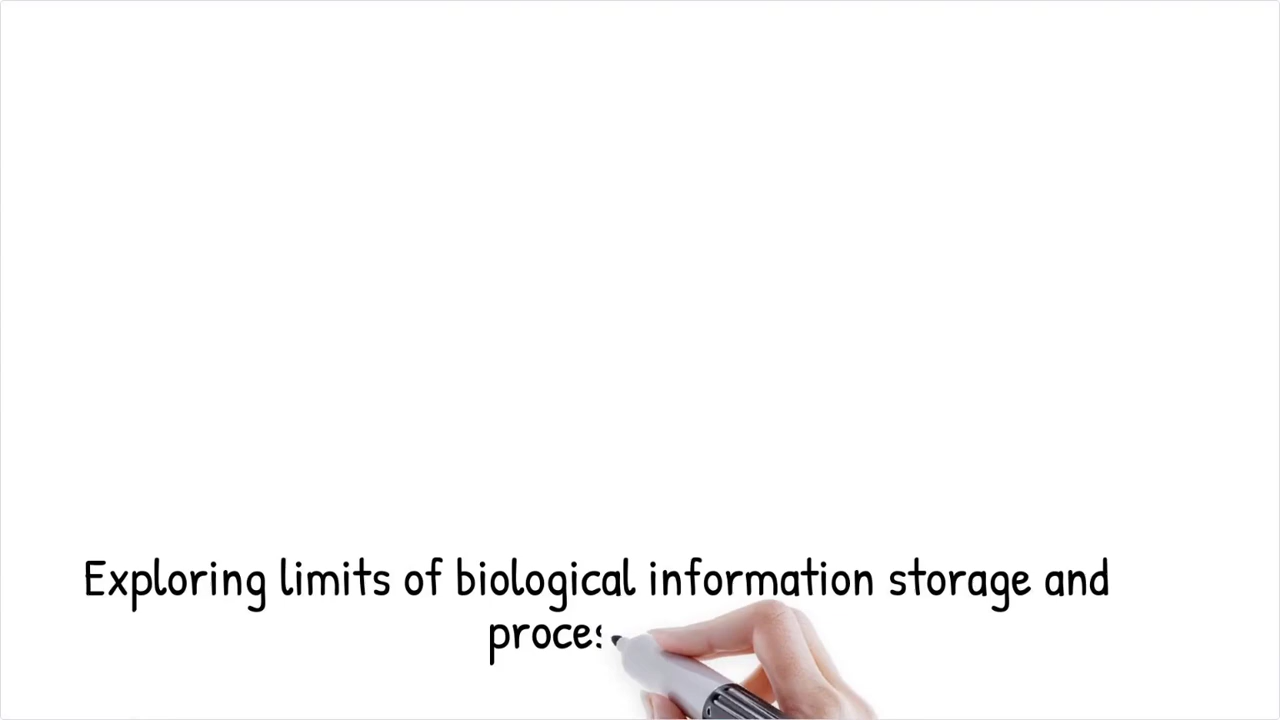 Exploring limits of biological information storage and
proces